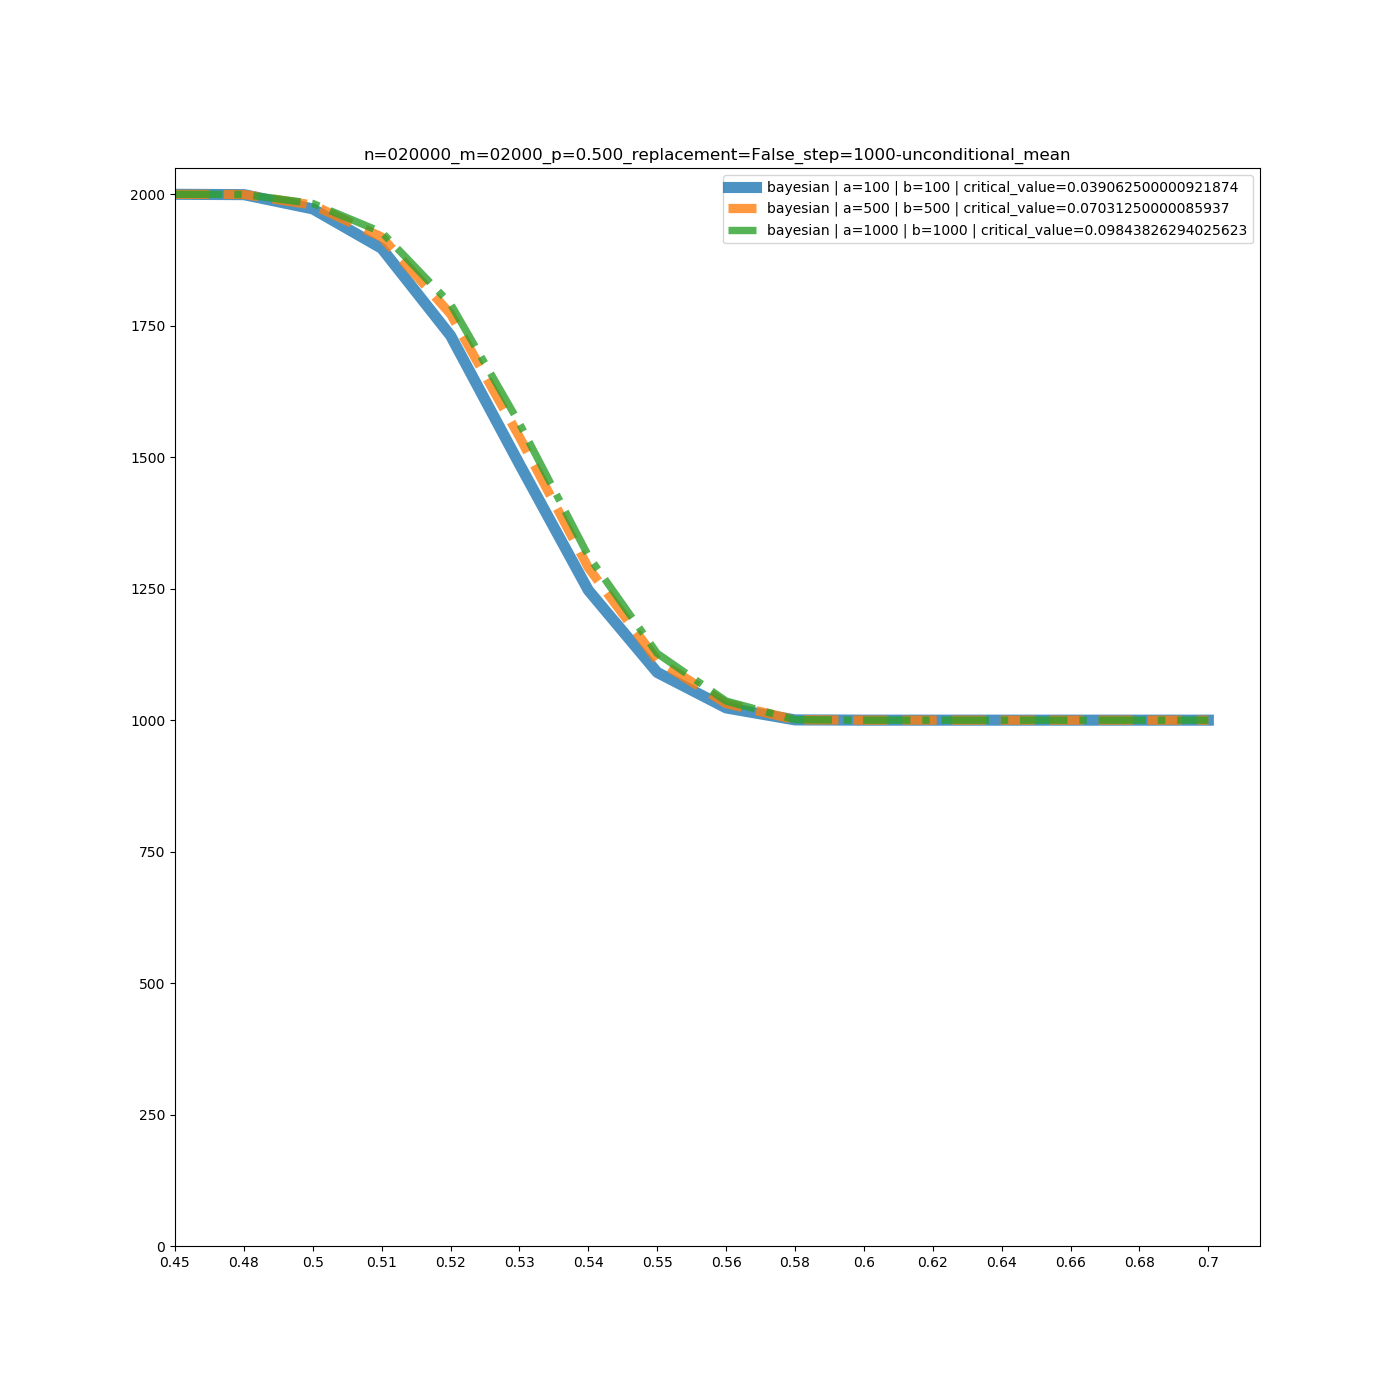 n=020000_m=02000_p=0.500_replacement=False_step=1000-unconditional_mean
bayesian | a=100 | b=100 | critical_value=0.039062500000921874
bayesian | a=500 | b=500 | critical_value=0.07031250000085937
bayesian | a=1000 | b=1000 | critical_value=0.09843826294025623
2000
1750
1500
1250
1000
750
500
250
0
0.45 0.48 0.5 0.51 0.52 0.53 0.54 0.55 0.56 0.58 0.6 0.62 0.64 0.66 0.68 0.7